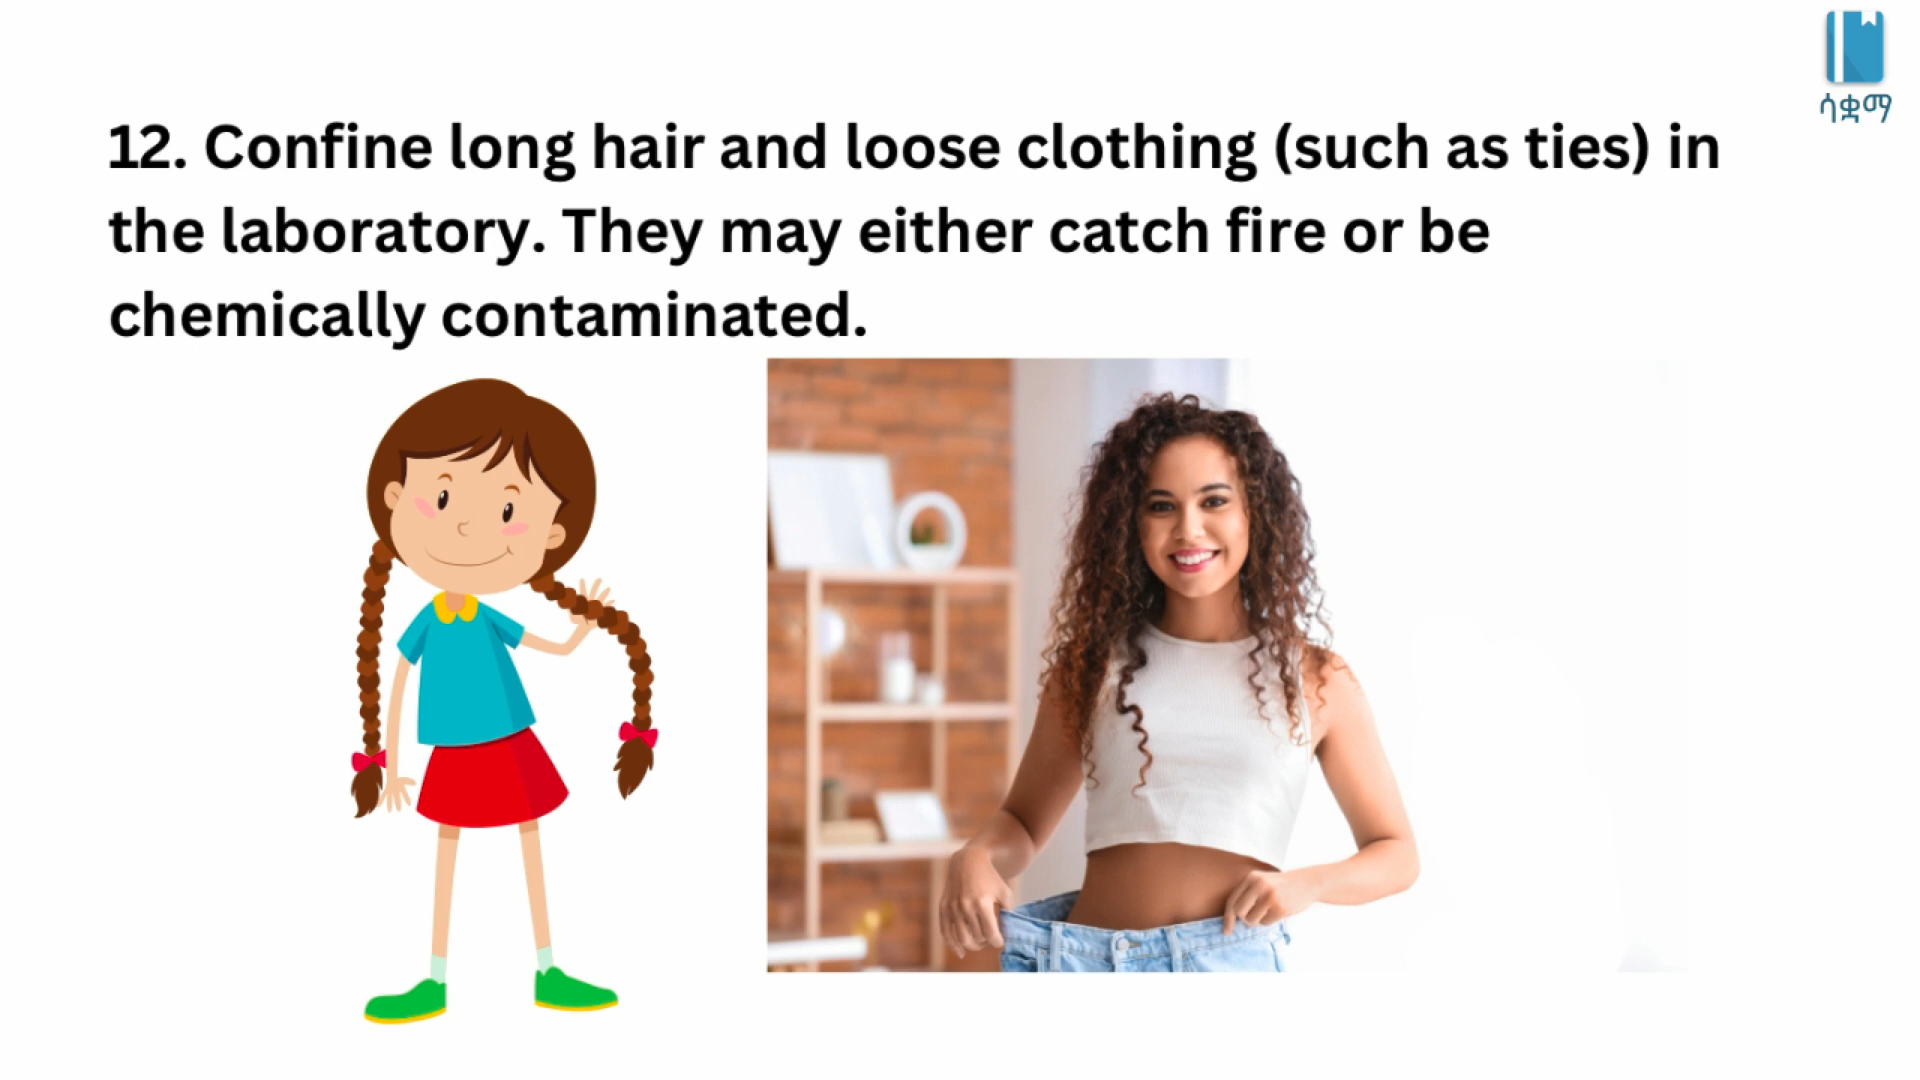 ሳቋማ
12. Confine long hair and loose clothing (such as ties) in
the laboratory. They may either catch fire or be
chemically contaminated.